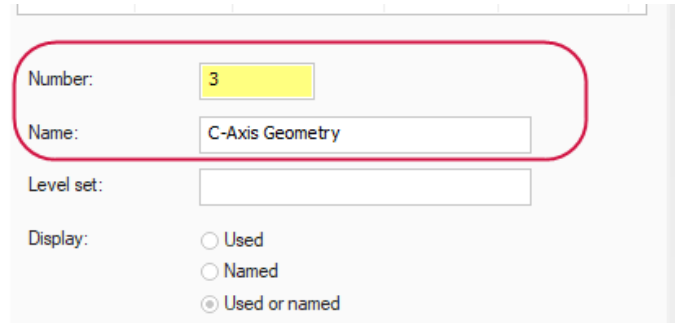 Number: 3
Name: C-Axis Geometry
Level set:
Display: Used
Named
Used or named